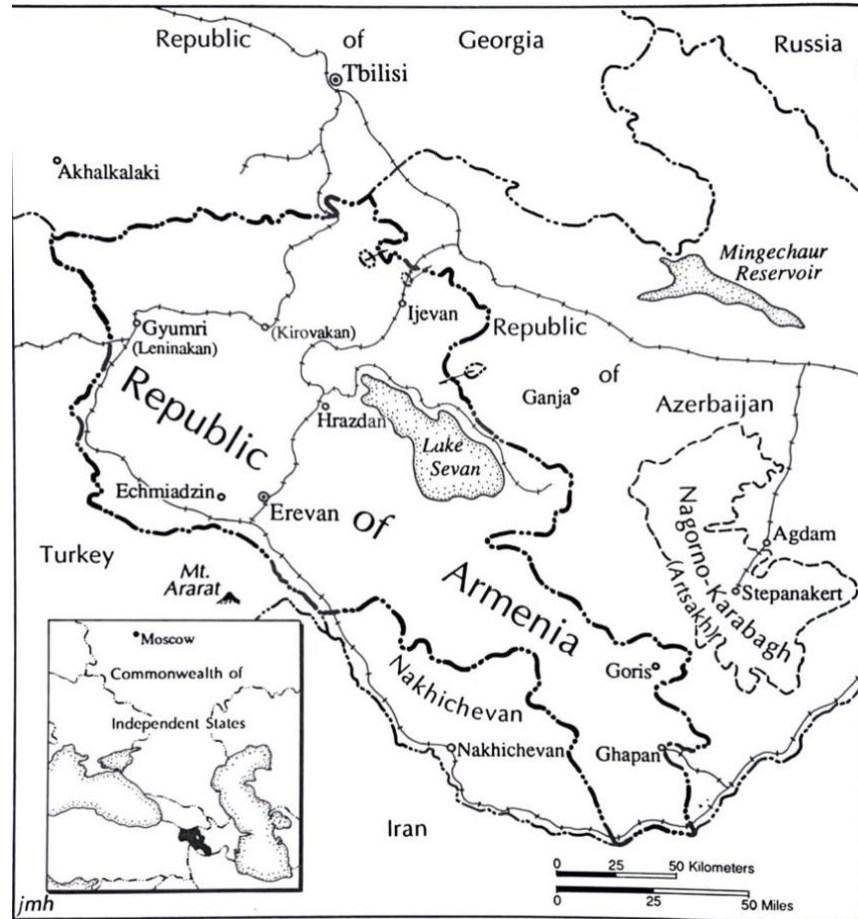 Republic of Georgia
Russia
Tbilisi
Akhalkalaki
Mingechaur
Reservoir
Ijevan
Gyumri
(Leninakan)
(Kirovakan)
Republic
of
Azerbaijan
Ganja
Hrazdan
Lake
Sevan
Republic
of
Armenia
Echmiadzin
Erevan
Agdam
Stepanakert
Nagorno-Karabagh
(Artsakh)
Turkey
Mt.
Ararat
Goris
Nakhichevan
Nakhichevan
Ghapan
Iran
Moscow
Commonwealth of
Independent States
0 25 50 Kilometers
0 25 50 Miles
jmh